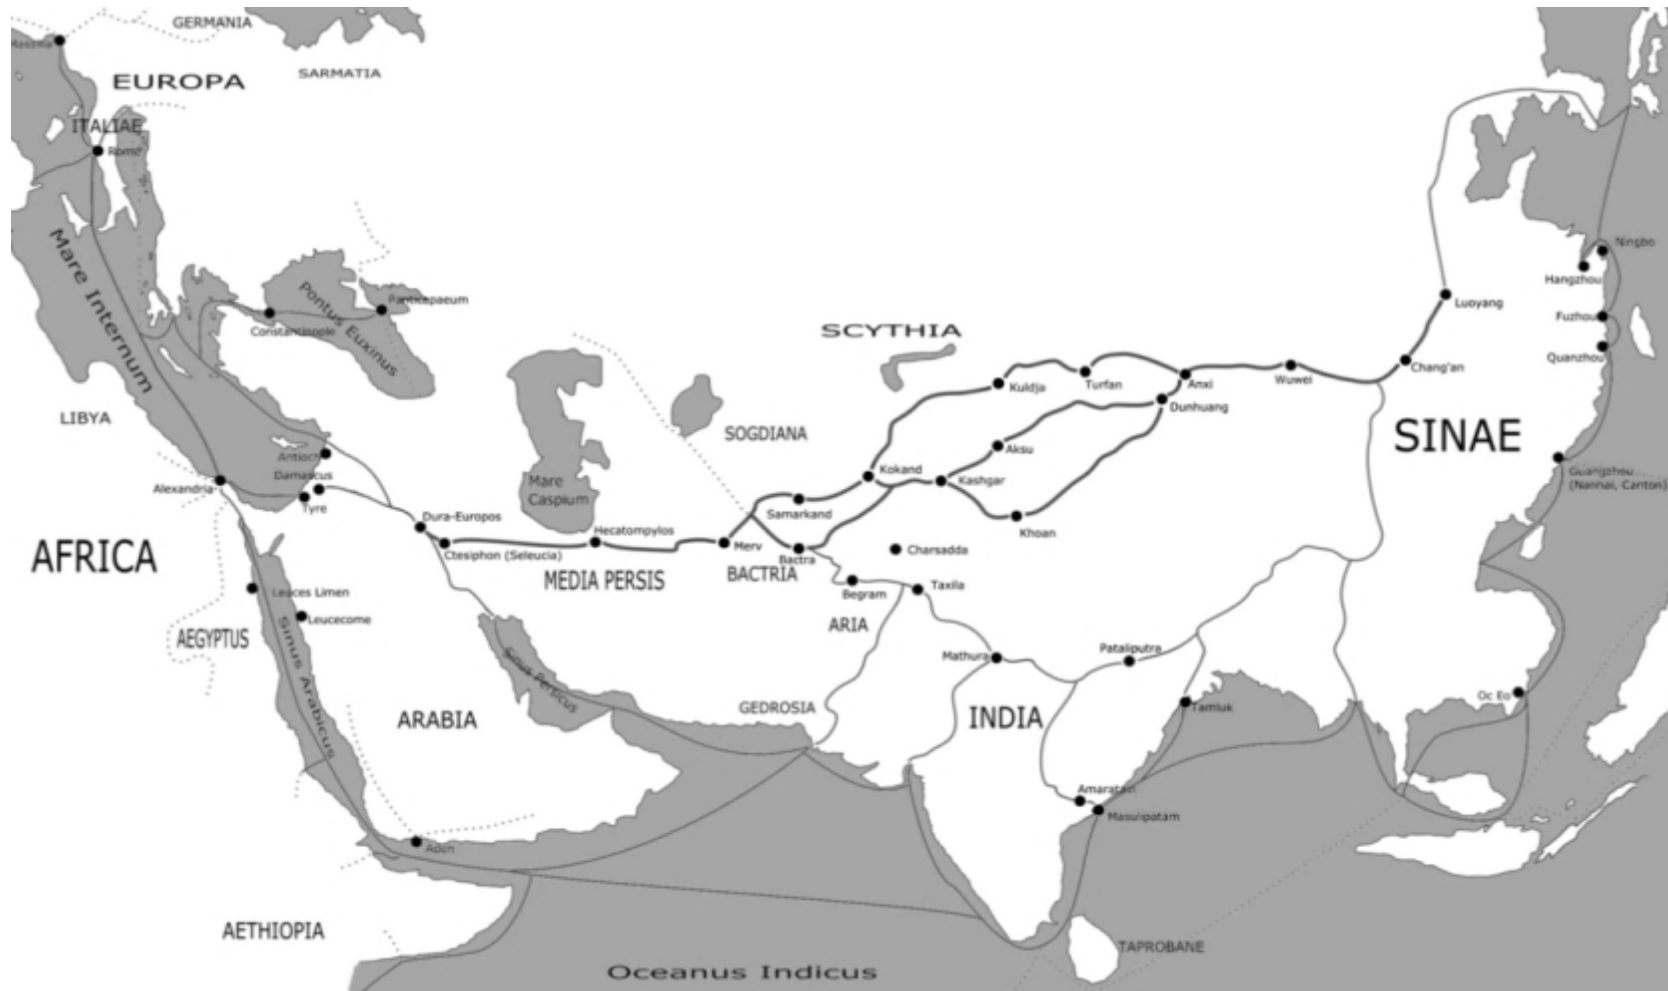 GERMANIA
Massilia
SARMATIA
EUROPA
ITALIAE
Rome
Mare Internum
Pontus Euxinus
Panticapaeum
Constantinople
LIBYA
SCYTHIA
SOGDIANA
Mare
Caspium
Antioch
Damascus
Alexandria
Tyre
Dura-Europos
Ctesiphon (Seleucia)
Hecatompylos
Merv
Samarkand
Kokand
Bactra
Kuldja
Turfan
Anxi
Dunhuang
Aksu
Kashgar
Khoan
Wuwei
Chang'an
Luoyang
Ningbo
Hangzhou
Fuzhou
Quanzhou
SINAE
Guangzhou
(Nanhai, Canton)
AFRICA
MEDIA PERSIS
BACTRIA
Charsadda
Begram
Taxila
ARIA
Leuces Limen
Leucecome
AEGYPTUS
Sinus Arabicus
Sinus Persicus
Mathura
Pataliputra
Oc Eo
Tamluk
ARABIA
GEDROSIA
INDIA
Masulipatam
Aden
AETHIOPIA
TAPROBANE
Oceanus Indicus